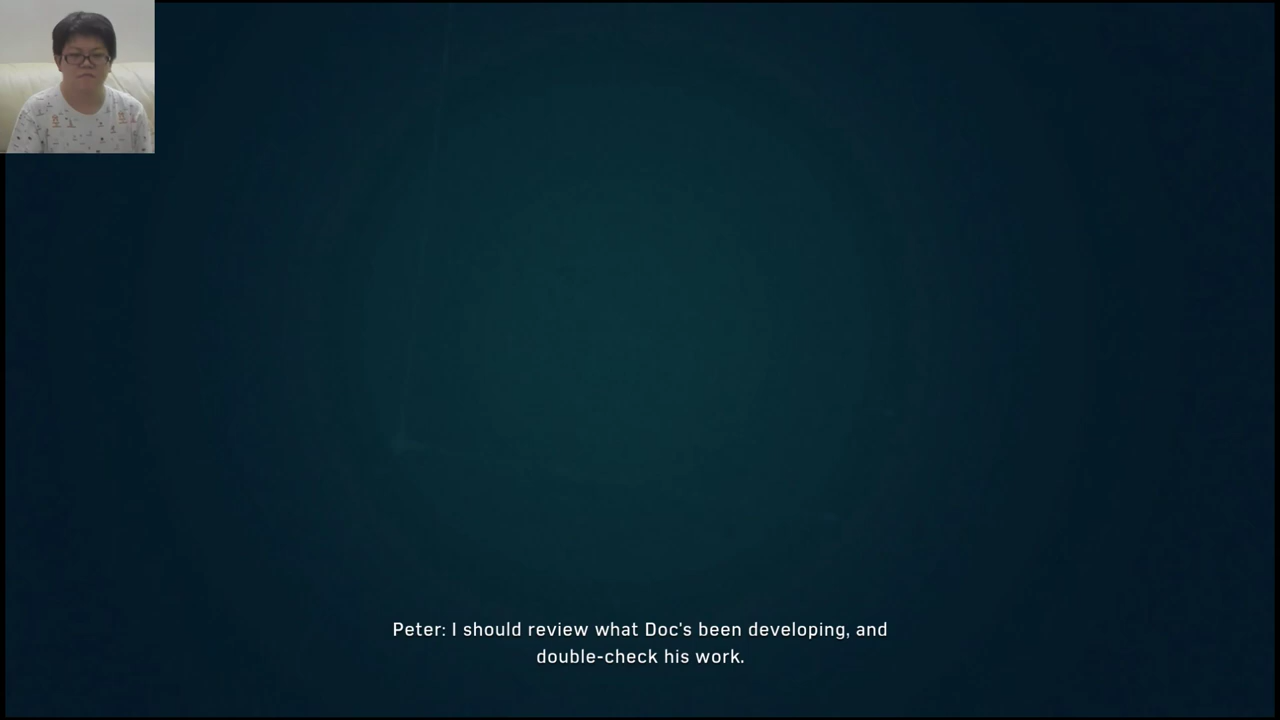 Peter: I should review what Doc's been developing, and
double-check his work.